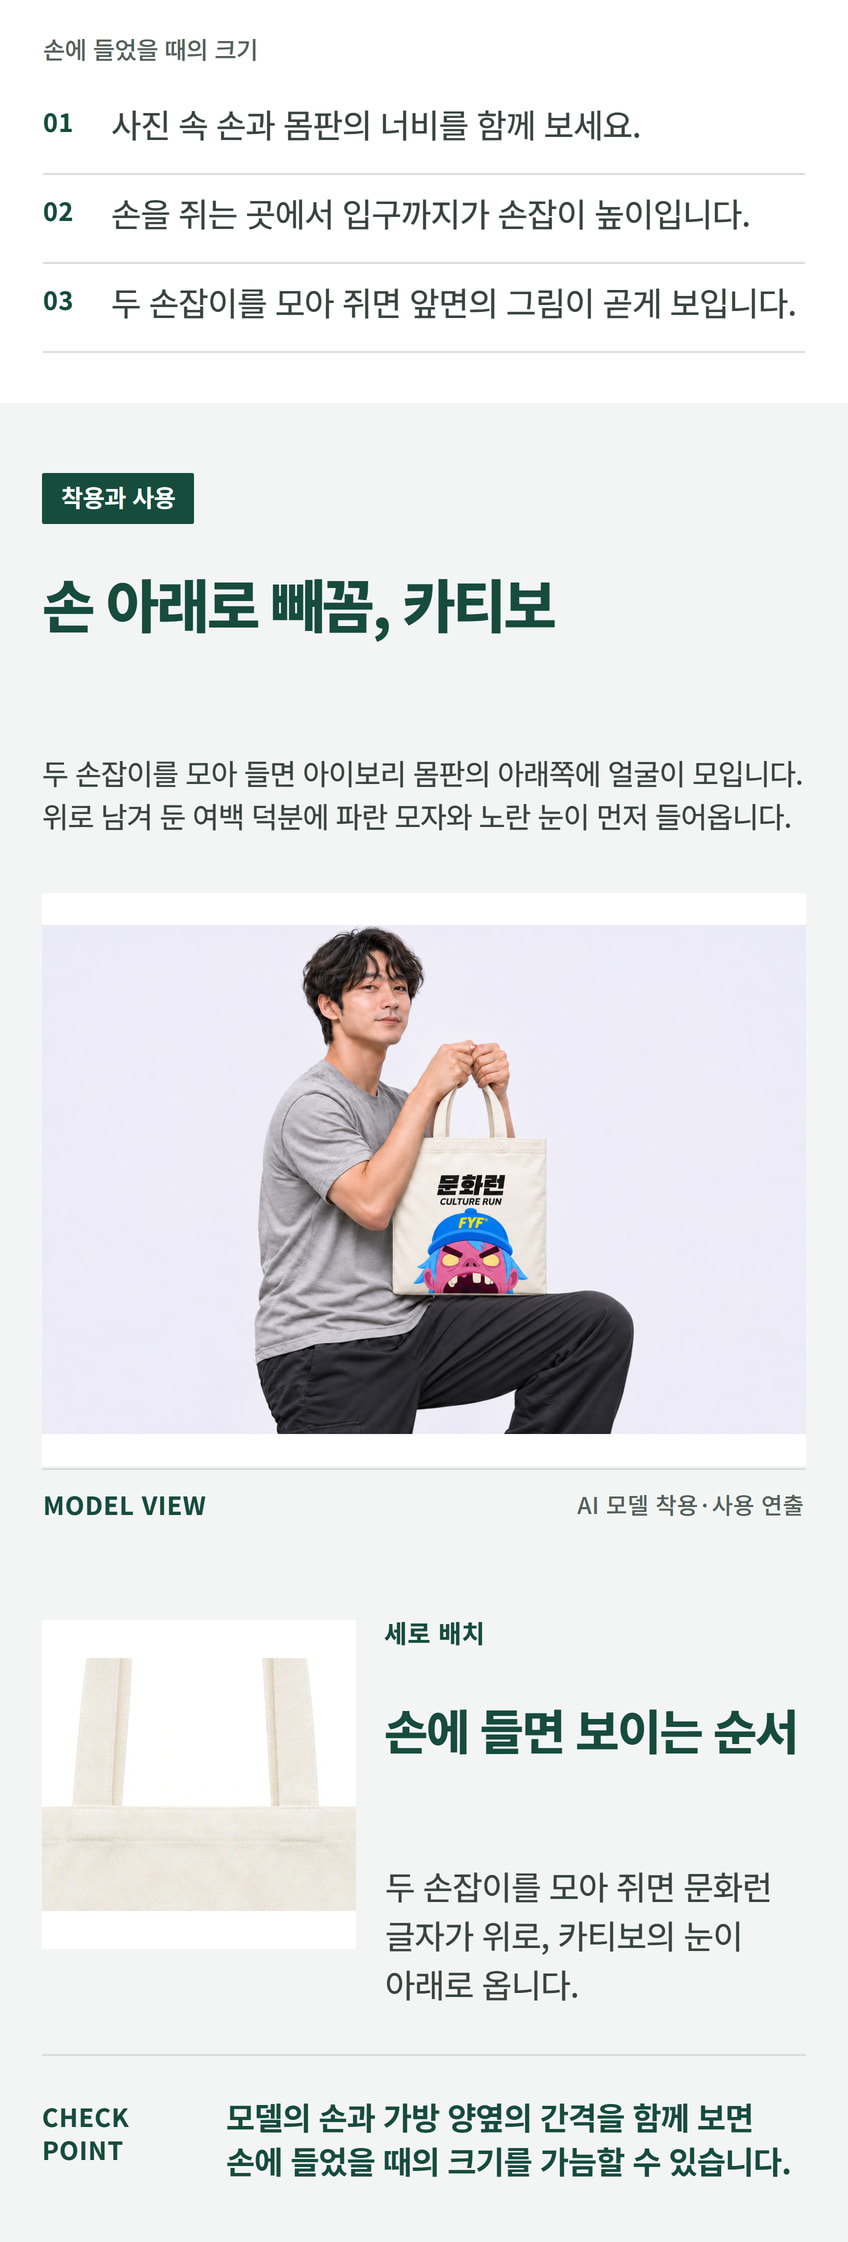 손에 들었을 때의 크기
01 사진 속 손과 몸판의 너비를 함께 보세요.
02 손을 쥐는 곳에서 입구까지가 손잡이 높이입니다.
03 두 손잡이를 모아 쥐면 앞면의 그림이 곧게 보입니다.
착용과 사용
손 아래로 빼꼼, 카티보
두 손잡이를 모아 들면 아이보리 몸판의 아래쪽에 얼굴이 모입니다.
위로 남겨 둔 여백 덕분에 파란 모자와 노란 눈이 먼저 들어옵니다.
문화런
CULTURE RUN
FYF
MODEL VIEW
AI 모델 착용·사용 연출
세로 배치
손에 들면 보이는 순서
두 손잡이를 모아 쥐면 문화런
글자가 위로, 카티보의 눈이
아래로 옵니다.
CHECK
POINT
모델의 손과 가방 양옆의 간격을 함께 보면
손에 들었을 때의 크기를 가늠할 수 있습니다.